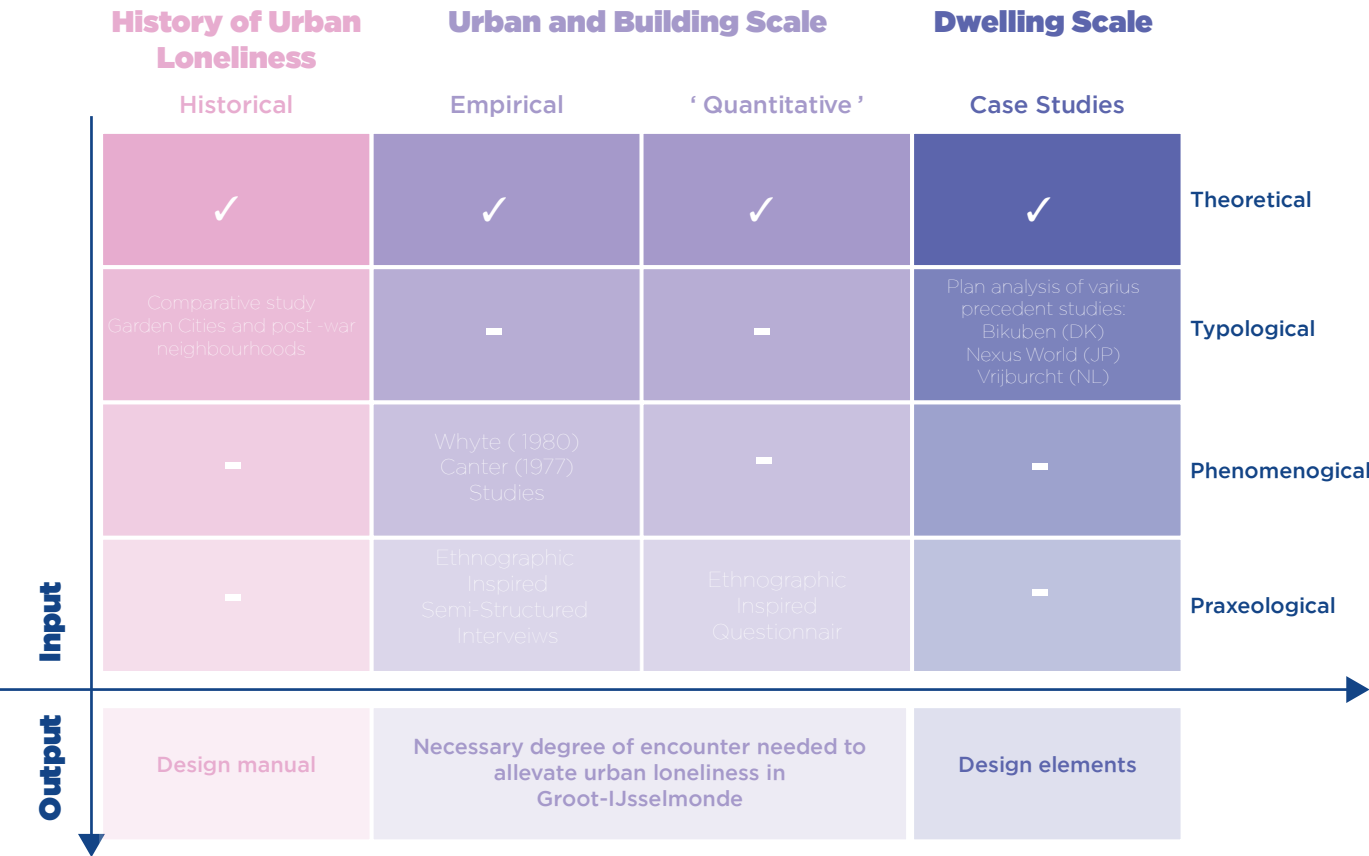 History of Urban
Loneliness
Urban and Building Scale
Dwelling Scale
Historical
Empirical
‘ Quantitative ’
Case Studies
✓
✓
✓
✓
Theoretical
Comparative study
Garden Cities and post -war
neighbourhoods
-
-
Plan analysis of varius
precedent studies:
Bikuben (DK)
Nexus World (JP)
Vrijburcht (NL)
Typological
-
Whyte ( 1980)
Canter (1977)
Studies
-
-
Phenomenogical
-
Ethnographic
Inspired
Semi-Structured
Interveiws
Ethnographic
Inspired
Questionnair
-
Praxeological
Input
Output
Design manual
Necessary degree of encounter needed to
allevate urban loneliness in
Groot-IJsselmonde
Design elements